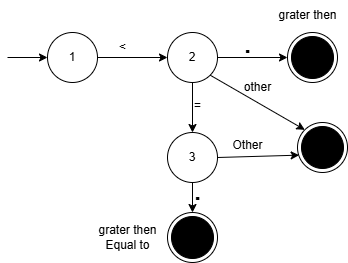 grater then
1
<
2
.
other
=
3
Other
.
grater then
Equal to